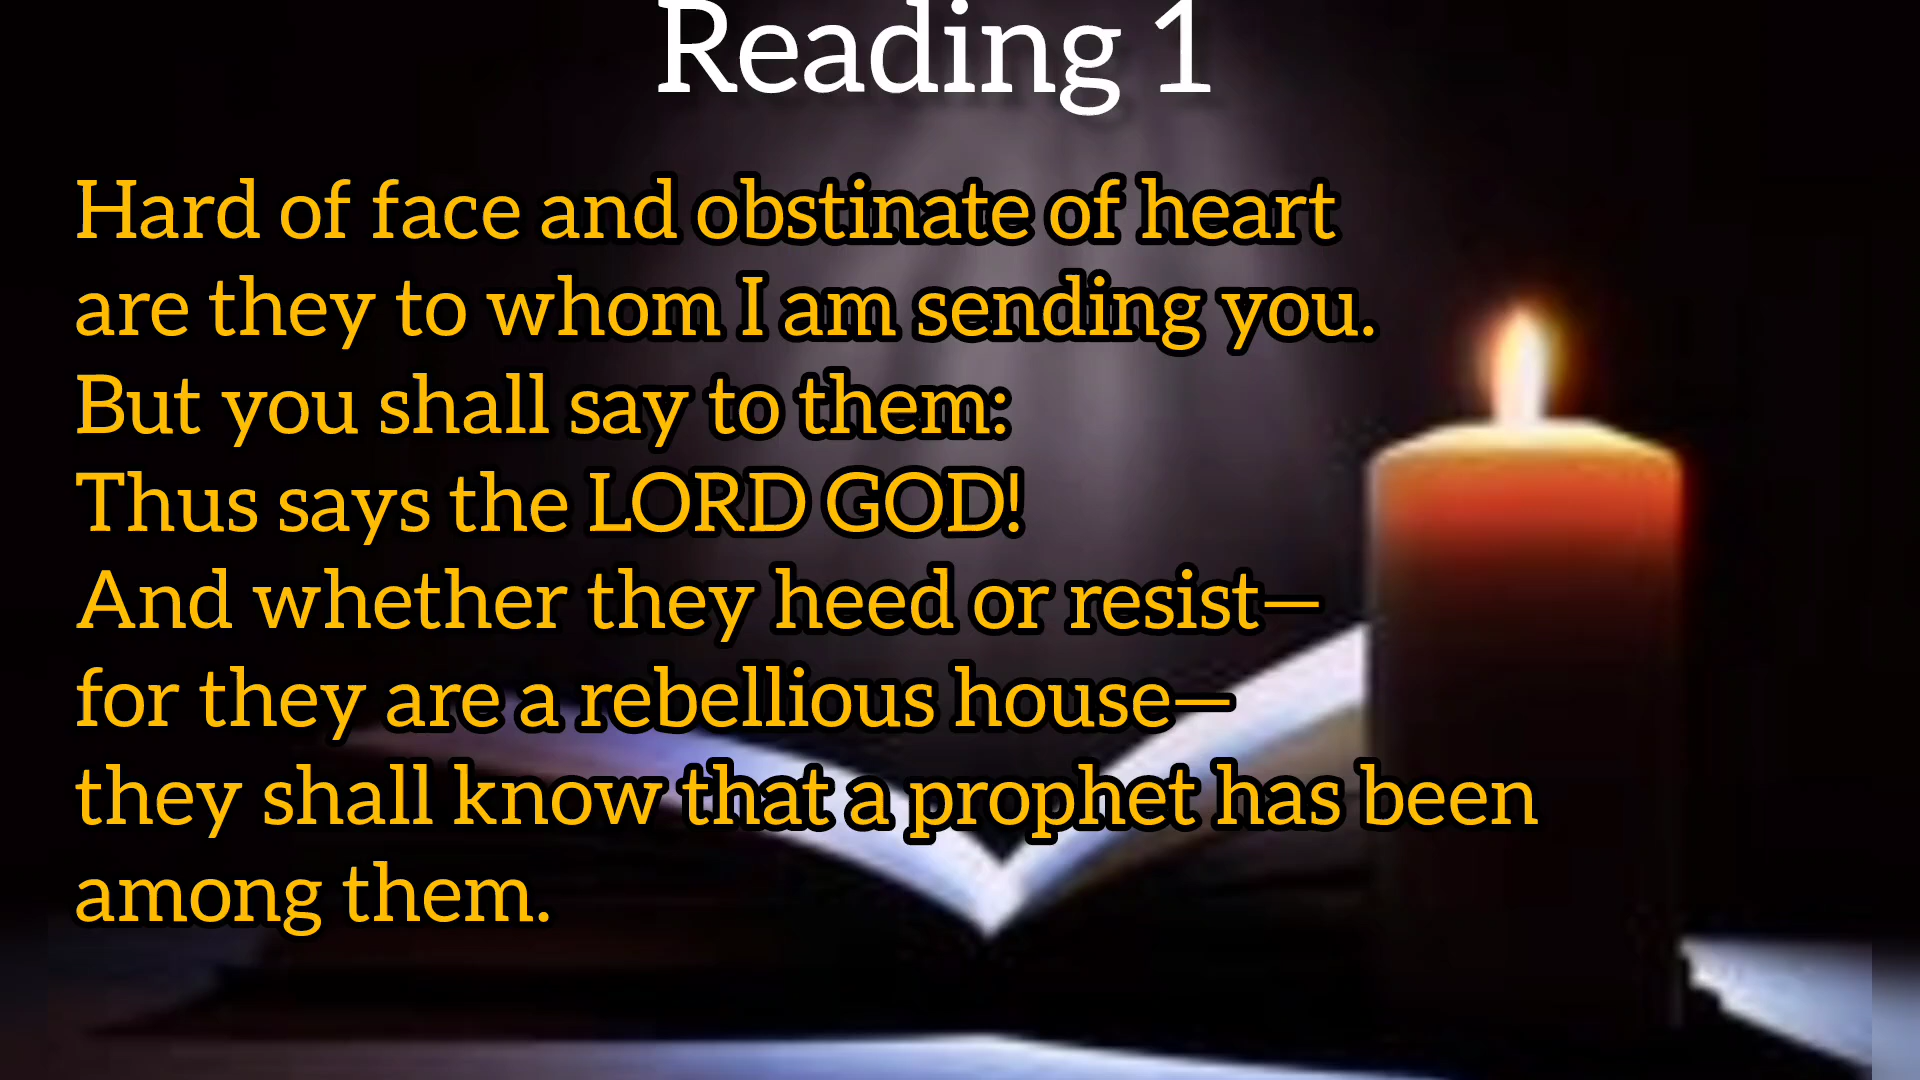 Reading 1
Hard of face and obstinate of heart
are they to whom I am sending you.
But you shall say to them:
Thus says the LORD GOD!
And whether they heed or resist—
for they are a rebellious house—
they shall know that a prophet has been
among them.